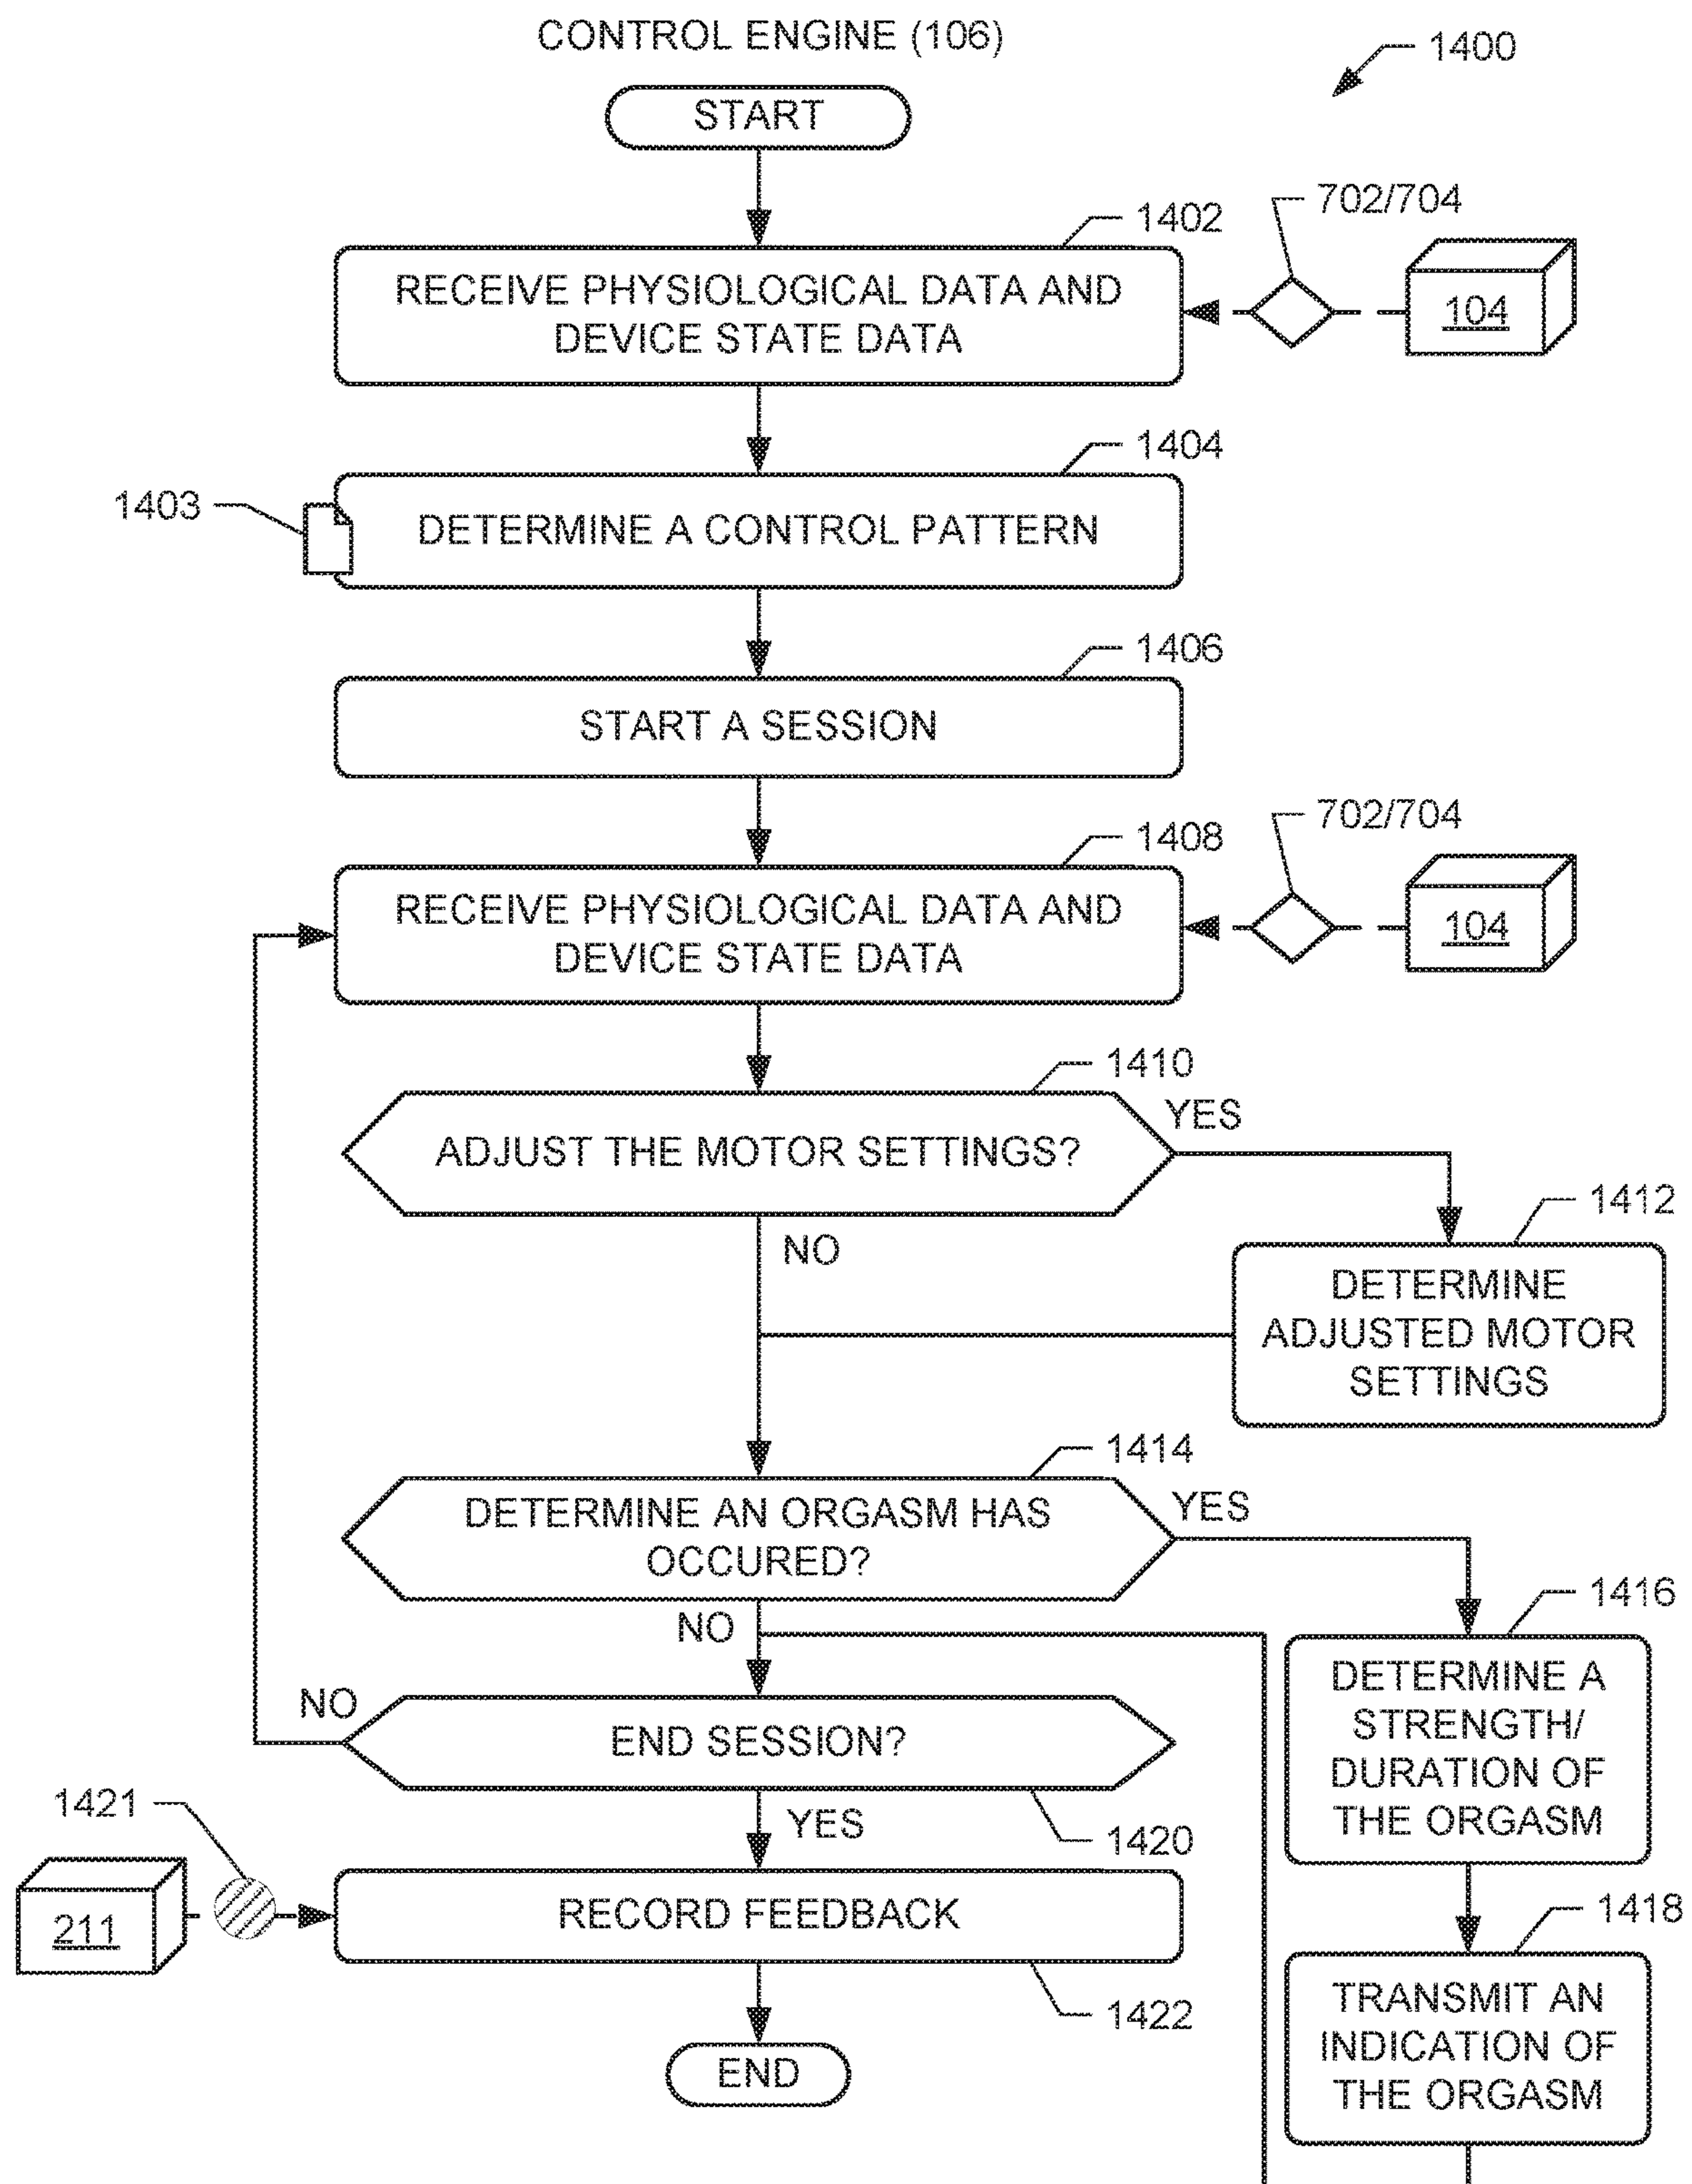 CONTROL ENGINE (106)
1400
START
702/704
1402
RECEIVE PHYSIOLOGICAL DATA AND
DEVICE STATE DATA
104
1404
1403
DETERMINE A CONTROL PATTERN
1406
START A SESSION
702/704
1408
RECEIVE PHYSIOLOGICAL DATA AND
DEVICE STATE DATA
104
1410
YES
ADJUST THE MOTOR SETTINGS?
1412
NO
DETERMINE
ADJUSTED MOTOR
SETTINGS
1414
YES
DETERMINE AN ORGASM HAS
OCCURED?
1416
NO
DETERMINE A
STRENGTH/
DURATION OF
THE ORGASM
NO
END SESSION?
1421
YES
1420
211
RECORD FEEDBACK
1418
1422
TRANSMIT AN
INDICATION OF
THE ORGASM
END